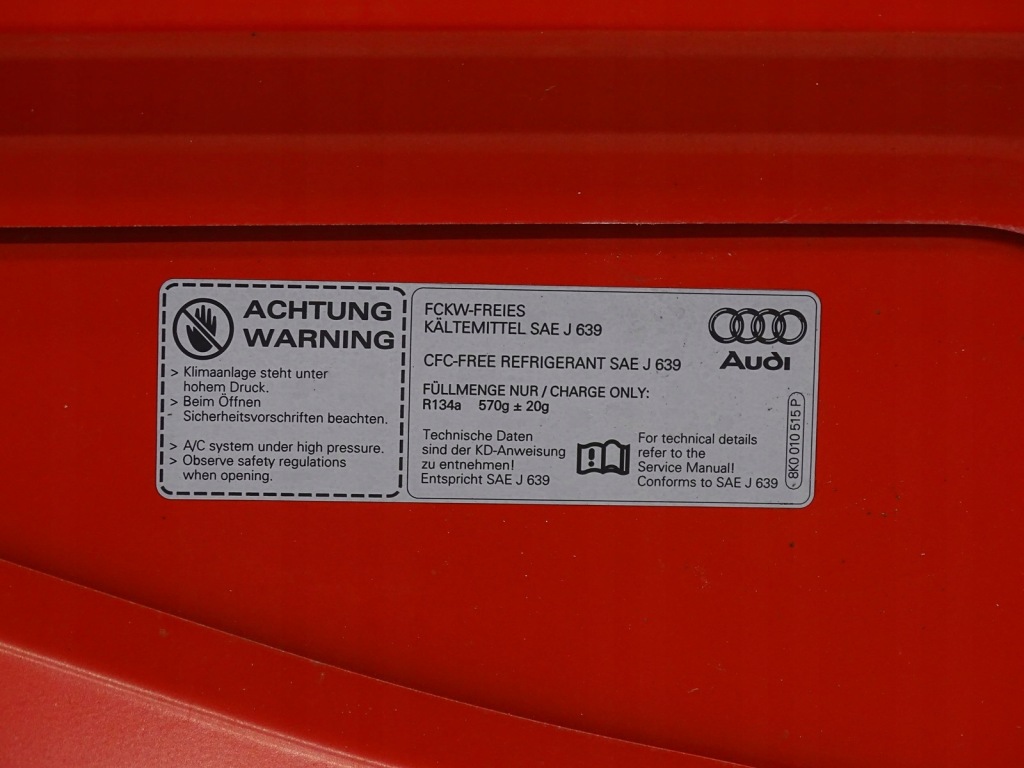 ACHTUNG
WARNING
> Klimaanlage steht unter
hohem Druck.
> Beim Öffnen
- Sicherheitsvorschriften beachten.
> A/C system under high pressure.
> Observe safety regulations
when opening.
FCKW-FREIES
KÄLTEMITTEL SAE J 639
CFC-FREE REFRIGERANT SAE J 639
FÜLLMENGE NUR / CHARGE ONLY:
R134a 570g ± 20g
Technische Daten
sind der KD-Anweisung
zu entnehmen!
Entspricht SAE J 639
For technical details
refer to the
Service Manual!
Conforms to SAE J 639
Audi
8K0 010 515 P